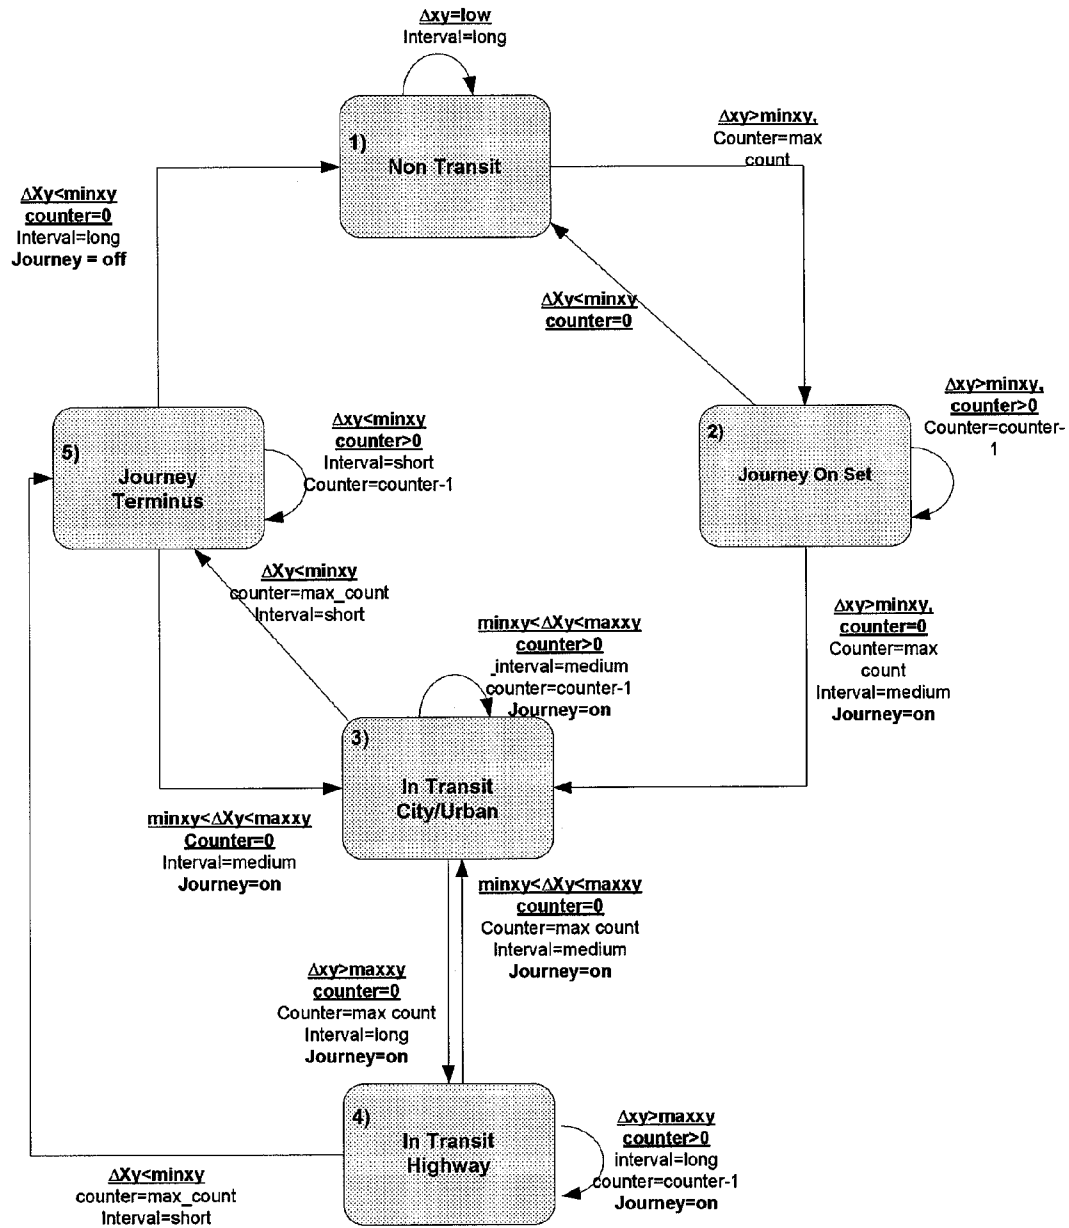 Δxy=low
Interval=long
1)
Non Transit
Δxy>minxy,
Counter=max
count
ΔXy<minxy
counter=0
Interval=long
Journey = off
ΔXy<minxy
counter=0
5)
Journey
Terminus
Δxy<minxy
counter>0
Interval=short
Counter=counter-1
2)
Journey On Set
Δxy>minxy,
counter>0
Counter=counter-
1
ΔXy<minxy
counter=max_count
Interval=short
minxy<ΔXy<maxxy
counter>0
_interval=medium
counter=counter-1
Journey=on
Δxy>minxy,
counter=0
Counter=max
count
Interval=medium
Journey=on
3)
In Transit
City/Urban
minxy<ΔXy<maxxy
Counter=0
Interval=medium
Journey=on
minxy<ΔXy<maxxy
counter=0
Counter=max count
Interval=medium
Journey=on
Δxy>maxxy
counter=0
Counter=max count
Interval=long
Journey=on
4)
In Transit
Highway
Δxy>maxxy
counter>0
interval=long
counter=counter-1
Journey=on
ΔXy<minxy
counter=max_count
Interval=short